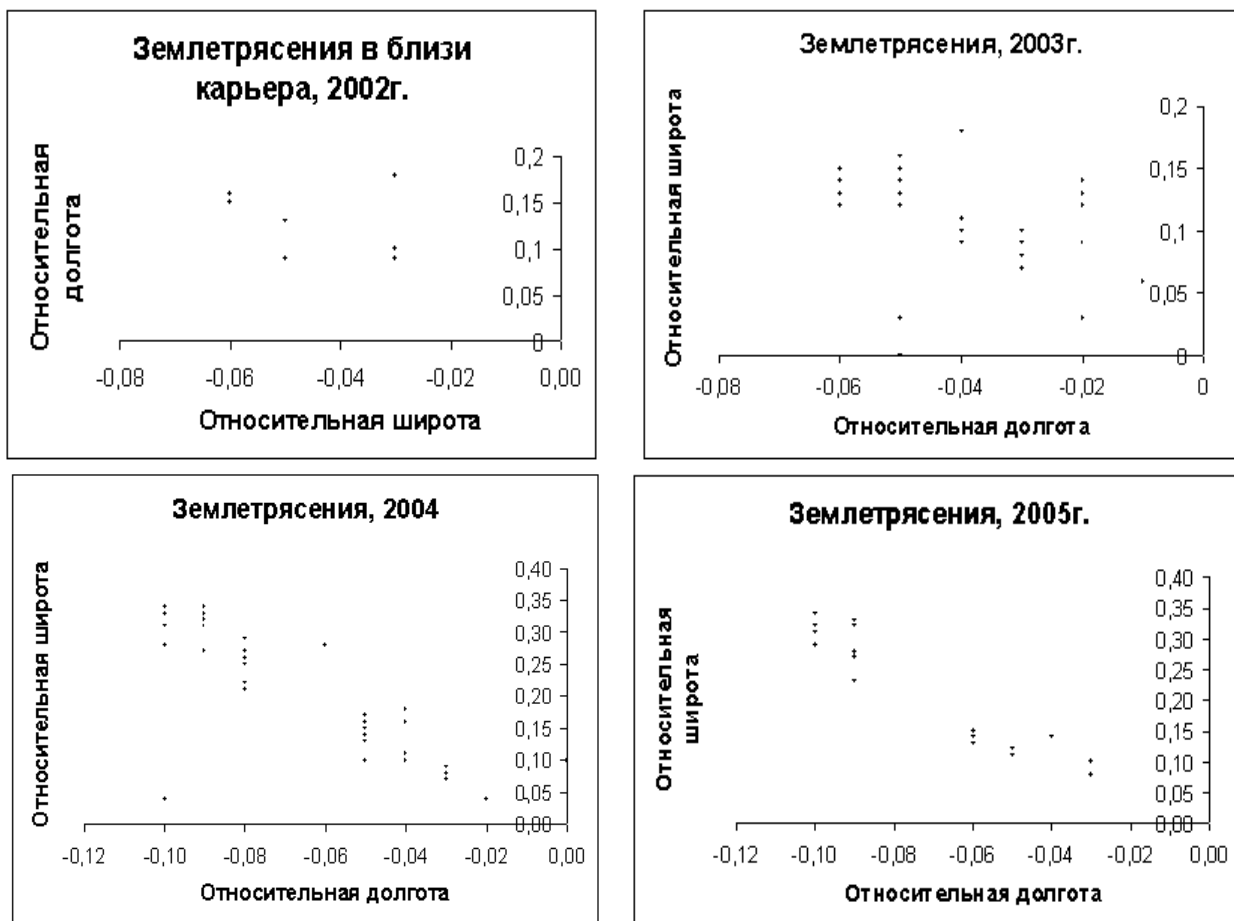 Землетрясения в близи
карьера, 2002г.
Относительная
долгота
0,2
0,15
0,1
0,05
0
-0,08 -0,06 -0,04 -0,02 0,00
Относительная широта
Землетрясения, 2003г.
Относительная широта
0,2
0,15
0,1
0,05
0
-0,08 -0,06 -0,04 -0,02 0
Относительная долгота
Землетрясения, 2004
Относительная широта
0,40
0,35
0,30
0,25
0,20
0,15
0,10
0,05
0,00
-0,12 -0,10 -0,08 -0,06 -0,04 -0,02 0,00
Относительная долгота
Землетрясения, 2005г.
Относительная
широта
0,40
0,35
0,30
0,25
0,20
0,15
0,10
0,05
0,00
-0,12 -0,10 -0,08 -0,06 -0,04 -0,02 0,00
Относительная долгота